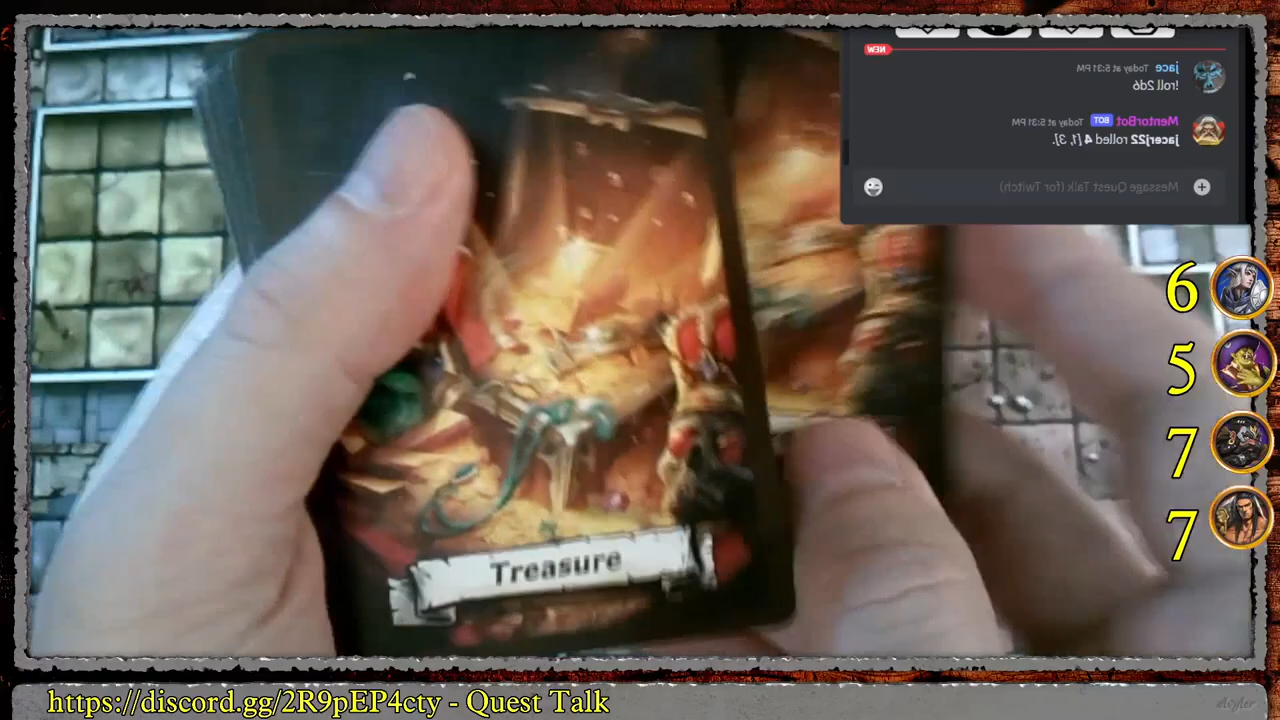 NEW
jace Today at 5:31 PM
!roll 2d6
MentorBot BOT Today at 5:31 PM
jacerj22 rolled 4 [1, 3].
Message Quest Talk (for Twitch)
6
5
7
7
Treasure
https://discord.gg/2R9pEP4cty - Quest Talk